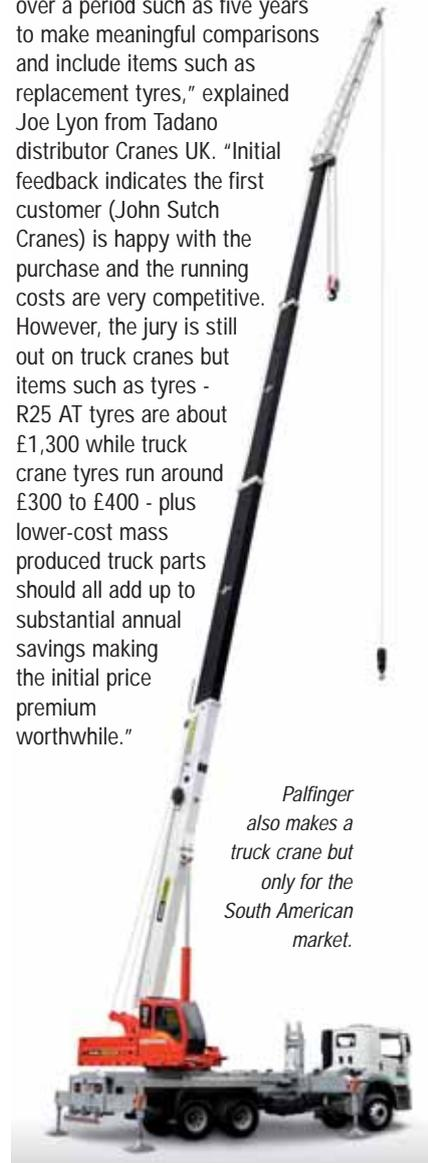 over a period such as five years
to make meaningful comparisons
and include items such as
replacement tyres,” explained
Joe Lyon from Tadano
distributor Cranes UK. “Initial
feedback indicates the first
customer (John Sutch
Cranes) is happy with the
purchase and the running
costs are very competitive.
However, the jury is still
out on truck cranes but
items such as tyres -
R25 AT tyres are about
£1,300 while truck
crane tyres run around
£300 to £400 - plus
lower-cost mass
produced truck parts
should all add up to
substantial annual
savings making
the initial price
premium
worthwhile.”
Palfinger
also makes a
truck crane but
only for the
South American
market.